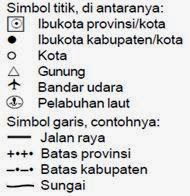 Simbol titik, di antaranya:
Ibukota provinsi/kota
Ibukota kabupaten/kota
Kota
Gunung
Bandar udara
Pelabuhan laut
Simbol garis, contohnya:
Jalan raya
Batas provinsi
Batas kabupaten
Sungai